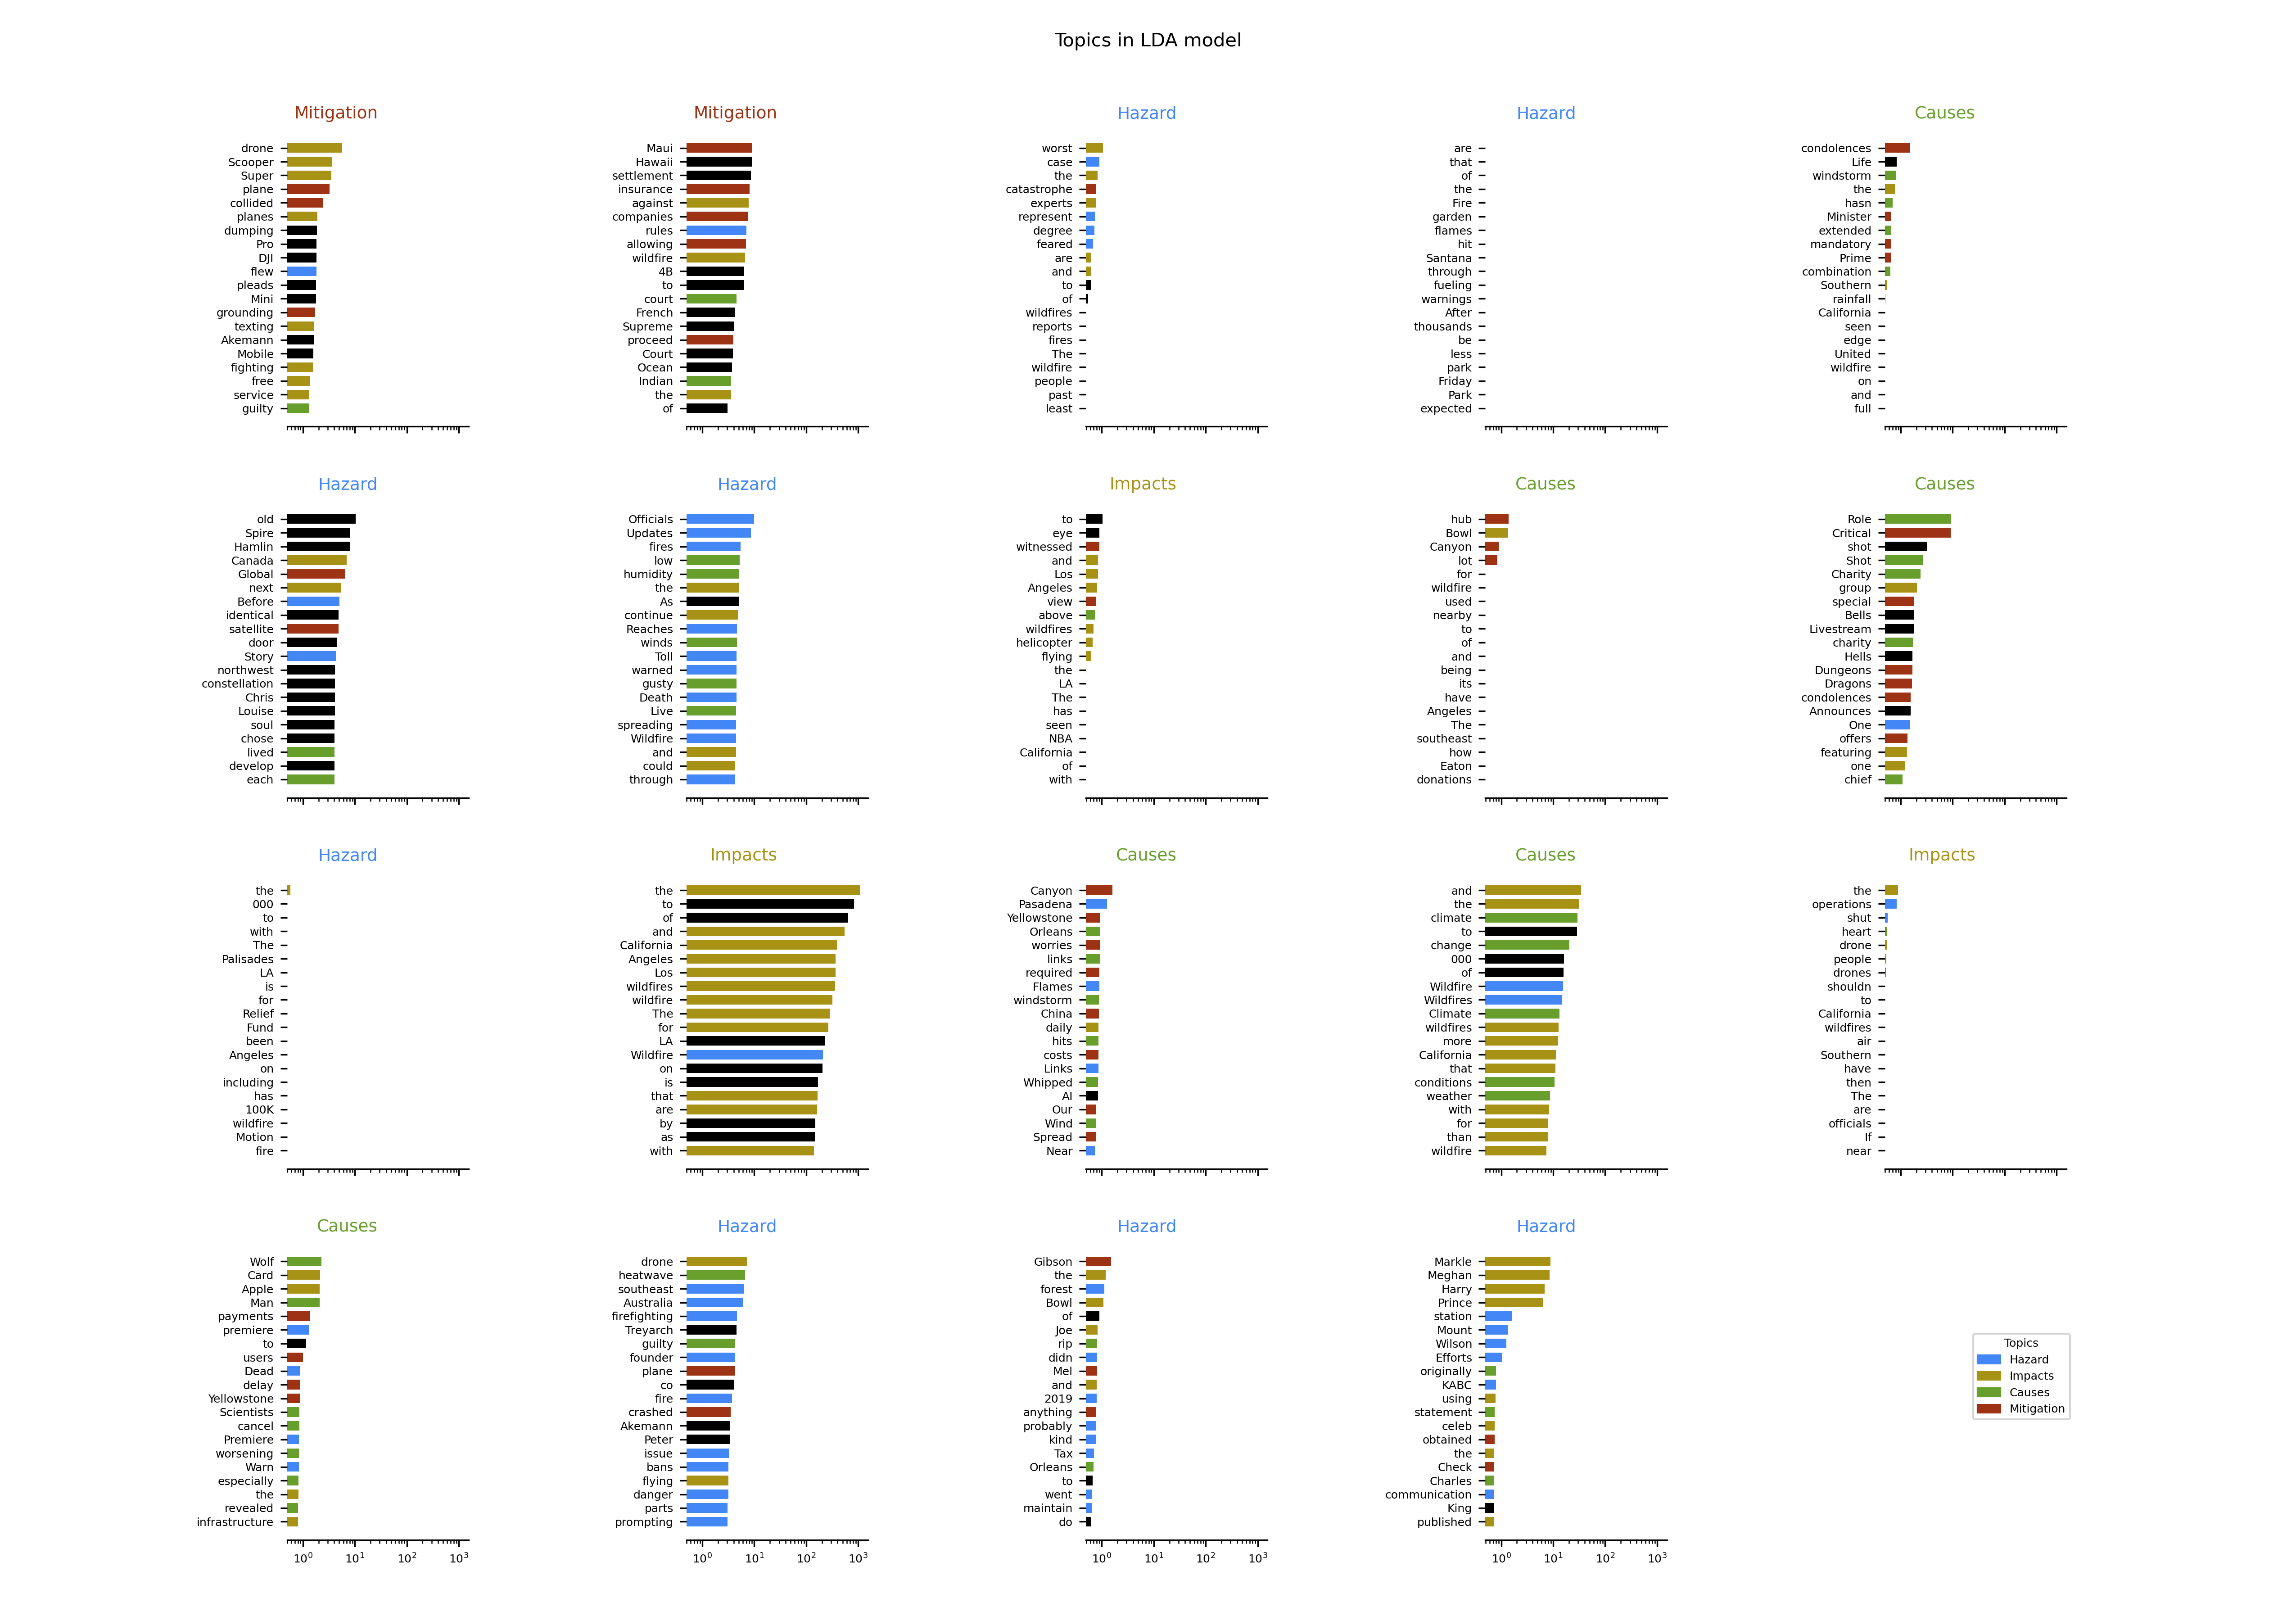 Topics in LDA model
Mitigation
drone
Scooper
Super
plane
collided
planes
dumping
Pro
DJI
flew
pleads
Mini
grounding
texting
Akemann
Mobile
fighting
free
service
guilty
Mitigation
Maui
Hawaii
settlement
insurance
against
companies
rules
allowing
wildfire
4B
to
court
French
Supreme
proceed
Court
Ocean
Indian
the
of
Hazard
worst
case
the
catastrophe
experts
represent
degree
feared
are
and
to
of
wildfires
reports
fires
The
wildfire
people
past
least
Hazard
are
that
of
the
Fire
garden
flames
hit
Santana
through
fueling
warnings
After
thousands
be
less
park
Friday
Park
expected
Causes
condolences
Life
windstorm
the
hasn
Minister
extended
mandatory
Prime
combination
Southern
rainfall
California
seen
edge
United
wildfire
on
and
full
Hazard
old
Spire
Hamlin
Canada
Global
next
Before
identical
satellite
door
Story
northwest
constellation
Chris
Louise
soul
chose
lived
develop
each
Hazard
Officials
Updates
fires
low
humidity
the
As
continue
Reaches
winds
Toll
warned
gusty
Death
Live
spreading
Wildfire
and
could
through
Impacts
to
eye
witnessed
and
Los
Angeles
view
above
wildfires
helicopter
flying
the
LA
The
has
seen
NBA
California
of
with
Causes
hub
Bowl
Canyon
lot
for
wildfire
used
nearby
to
of
and
being
its
have
Angeles
The
southeast
how
Eaton
donations
Causes
Role
Critical
shot
Shot
Charity
group
special
Bells
Livestream
charity
Hells
Dungeons
Dragons
condolences
Announces
One
offers
featuring
one
chief
Hazard
the
000
to
with
The
Palisades
LA
is
for
Relief
Fund
been
Angeles
on
including
has
100K
wildfire
Motion
fire
Impacts
the
to
of
and
California
Angeles
Los
wildfires
wildfire
The
for
LA
Wildfire
on
is
that
are
by
as
with
Causes
Canyon
Pasadena
Yellowstone
Orleans
worries
links
required
Flames
windstorm
China
daily
hits
costs
Links
Whipped
AI
Our
Wind
Spread
Near
Causes
and
the
climate
to
change
000
of
Wildfire
Wildfires
Climate
wildfires
more
California
that
conditions
weather
with
for
than
wildfire
Impacts
the
operations
shut
heart
drone
people
drones
shouldn
to
California
wildfires
air
Southern
have
then
The
are
officials
If
near
Causes
Wolf
Card
Apple
Man
payments
premiere
to
users
Dead
delay
Yellowstone
Scientists
cancel
Premiere
worsening
Warn
especially
the
revealed
infrastructure
10⁰ 10¹ 10² 10³
Hazard
drone
heatwave
southeast
Australia
firefighting
Treyarch
guilty
founder
plane
co
fire
crashed
Akemann
Peter
issue
bans
flying
danger
parts
prompting
10⁰ 10¹ 10² 10³
Hazard
Gibson
the
forest
Bowl
of
Joe
rip
didn
Mel
and
2019
anything
probably
kind
Tax
Orleans
to
went
maintain
do
10⁰ 10¹ 10² 10³
Hazard
Markle
Meghan
Harry
Prince
station
Mount
Wilson
Efforts
originally
KABC
using
statement
celeb
obtained
the
Check
Charles
communication
King
published
10⁰ 10¹ 10² 10³
Topics
Hazard
Impacts
Causes
Mitigation